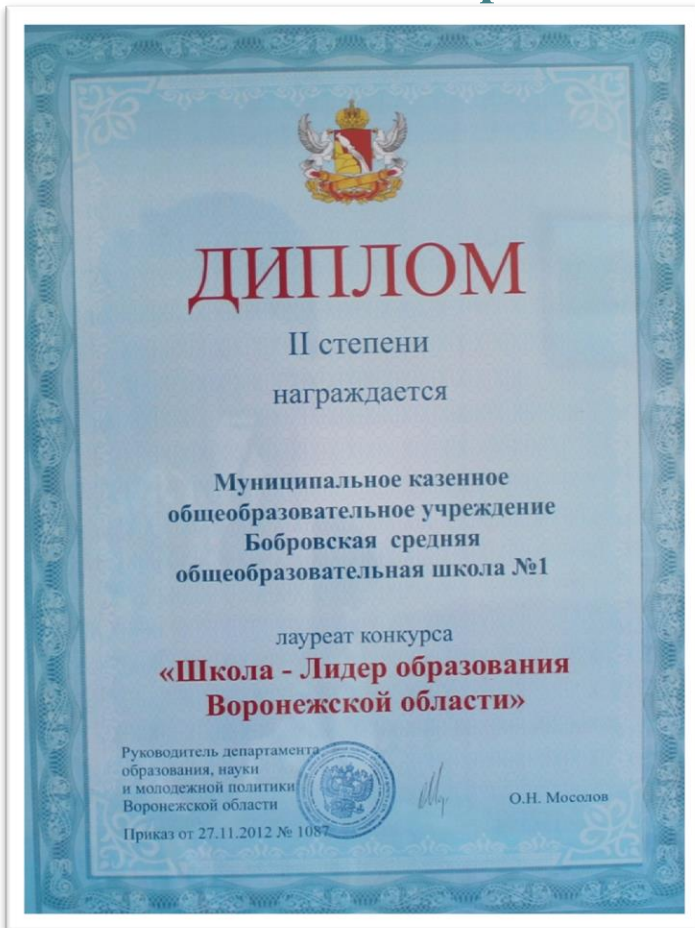 ДИПЛОМ
II степени
награждается
Муниципальное казенное
общеобразовательное учреждение
Бобровская средняя
общеобразовательная школа №1
лауреат конкурса
«Школа - Лидер образования
Воронежской области»
Руководитель департамента
образования, науки
и молодежной политики
Воронежской области
О.Н. Мосолов
Приказ от 27.11.2012 № 1087